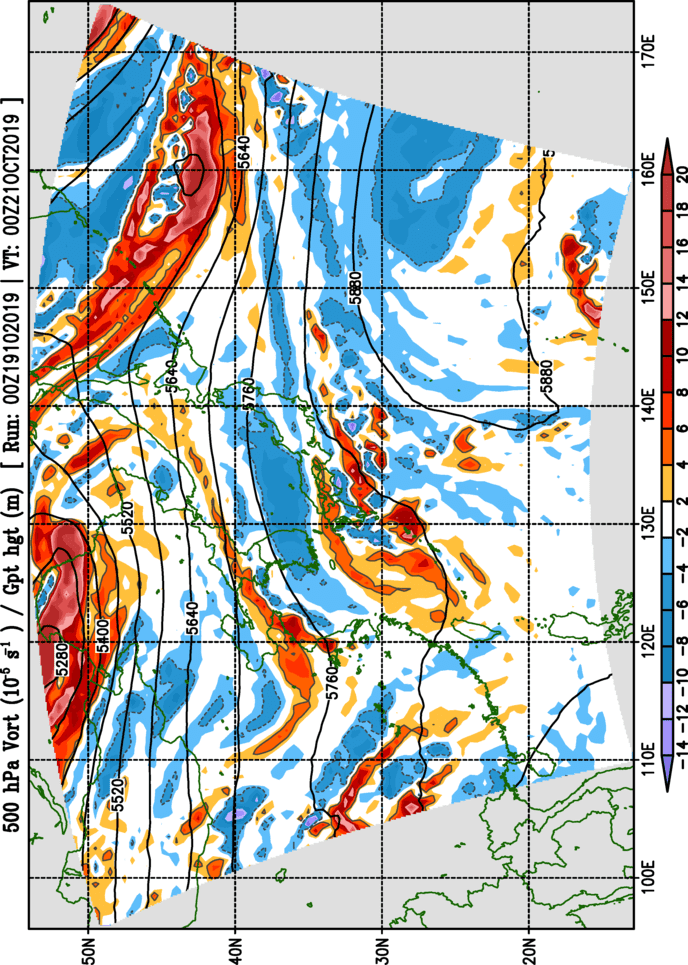 500 hPa Vort (10⁻⁵ s⁻¹) / Gpt hgt (m) [ Run: 00Z19102019 | VT: 00Z21OCT2019 ]
170E
160E
150E
140E
130E
120E
110E
100E
50N
40N
30N
20N
5640
5
5880
5640
5760
5880
5520
5640
5400
5280
5760
5520
20
18
16
14
12
10
8
6
4
2
−2
−4
−6
−8
−10
−12
−14